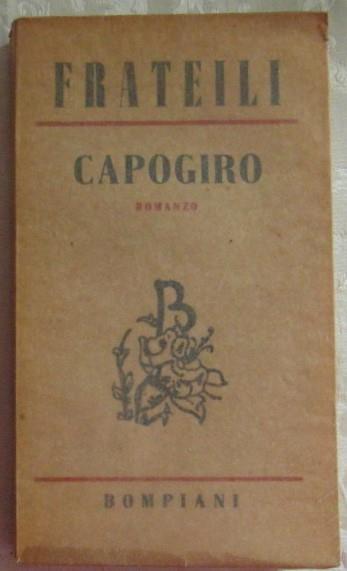 FRATEILI
CAPOGIRO
ROMANZO
B
BOMPIANI